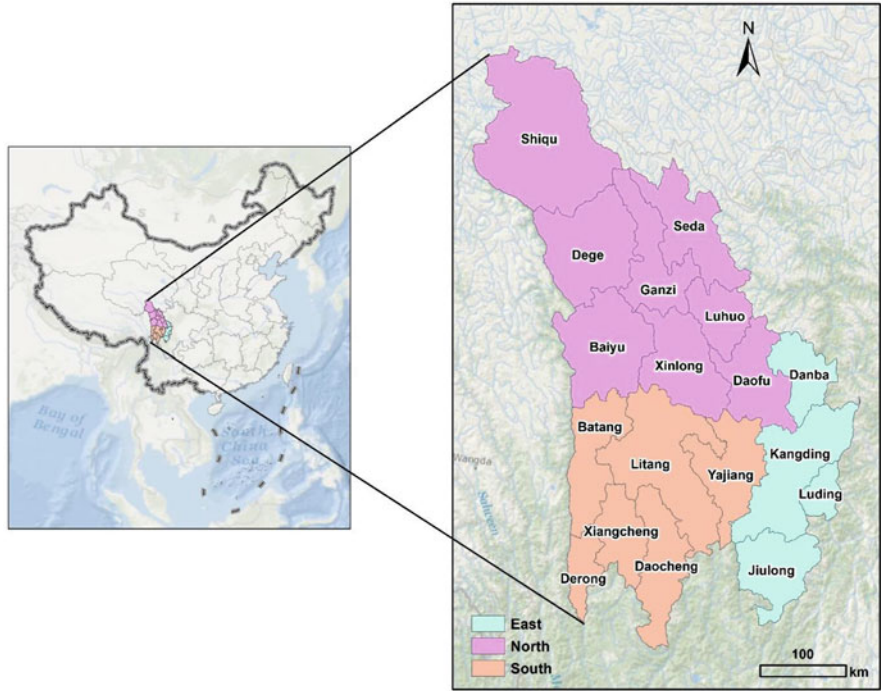 N
Shiqu
Seda
Dege
Ganzi
Luhuo
Baiyu
Xinlong
Daofu
Danba
Batang
Kangding
Litang
Yajiang
Luding
Xiangcheng
Daocheng
Derong
Jiulong
Wangda
Salween
East
North
South
100
km
A S I A
Bay of
Bengal
South
China
Sea